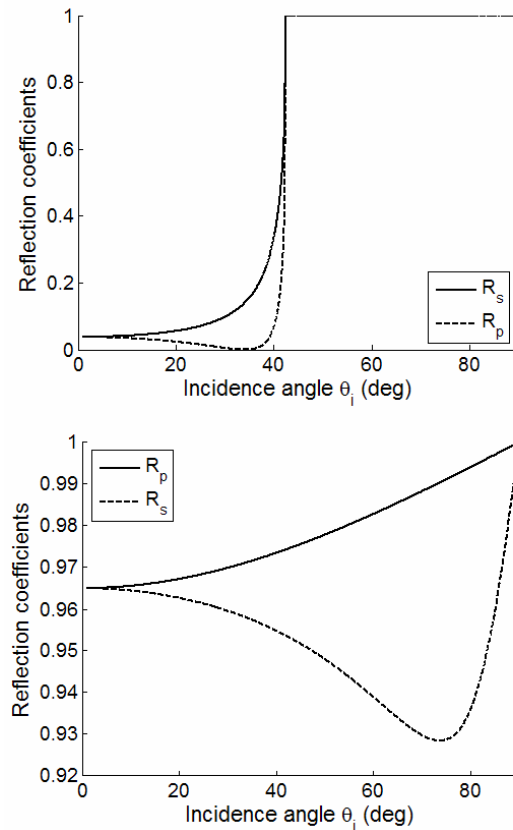 1
0.8
0.6
0.4
0.2
0
Reflection coefficients
R_s
R_p
0 20 40 60 80
Incidence angle θ_i (deg)
1
0.99
0.98
0.97
0.96
0.95
0.94
0.93
0.92
Reflection coefficients
R_p
R_s
0 20 40 60 80
Incidence angle θ_i (deg)